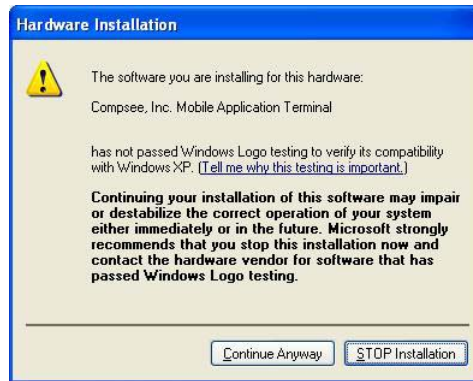 Hardware Installation
The software you are installing for this hardware:
Compsee, Inc. Mobile Application Terminal
has not passed Windows Logo testing to verify its compatibility
with Windows XP. (Tell me why this testing is important.)
Continuing your installation of this software may impair
or destabilize the correct operation of your system
either immediately or in the future. Microsoft strongly
recommends that you stop this installation now and
contact the hardware vendor for software that has
passed Windows Logo testing.
Continue Anyway
STOP Installation